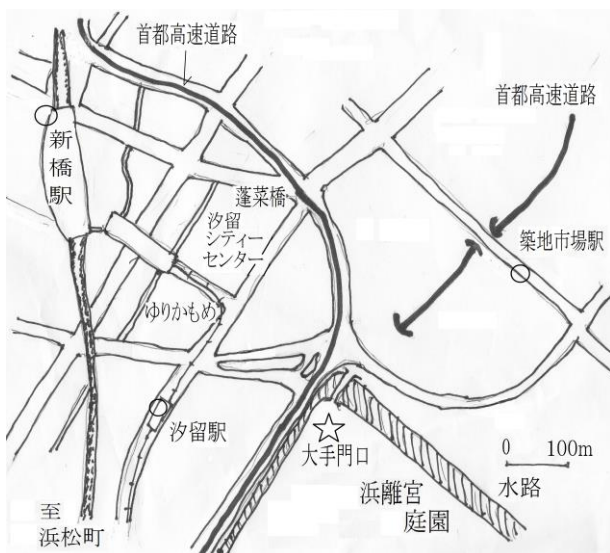 首都高速道路
首都高速道路
新橋駅
蓬菜橋
汐留
シティー
センター
築地市場駅
ゆりかもめ
汐留駅
大手門口
0 100m
水路
浜離宮
庭園
至
浜松町